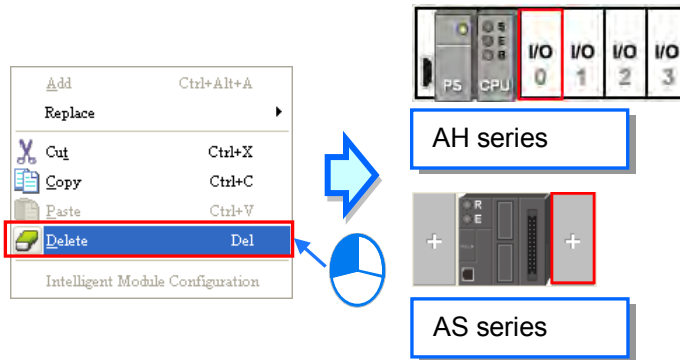 Add Ctrl+Alt+A
Replace
Cut Ctrl+X
Copy Ctrl+C
Paste Ctrl+V
Delete Del
Intelligent Module Configuration
PS CPU I/O 0 I/O 1 I/O 2 I/O 3
AH series
R
E
AS series